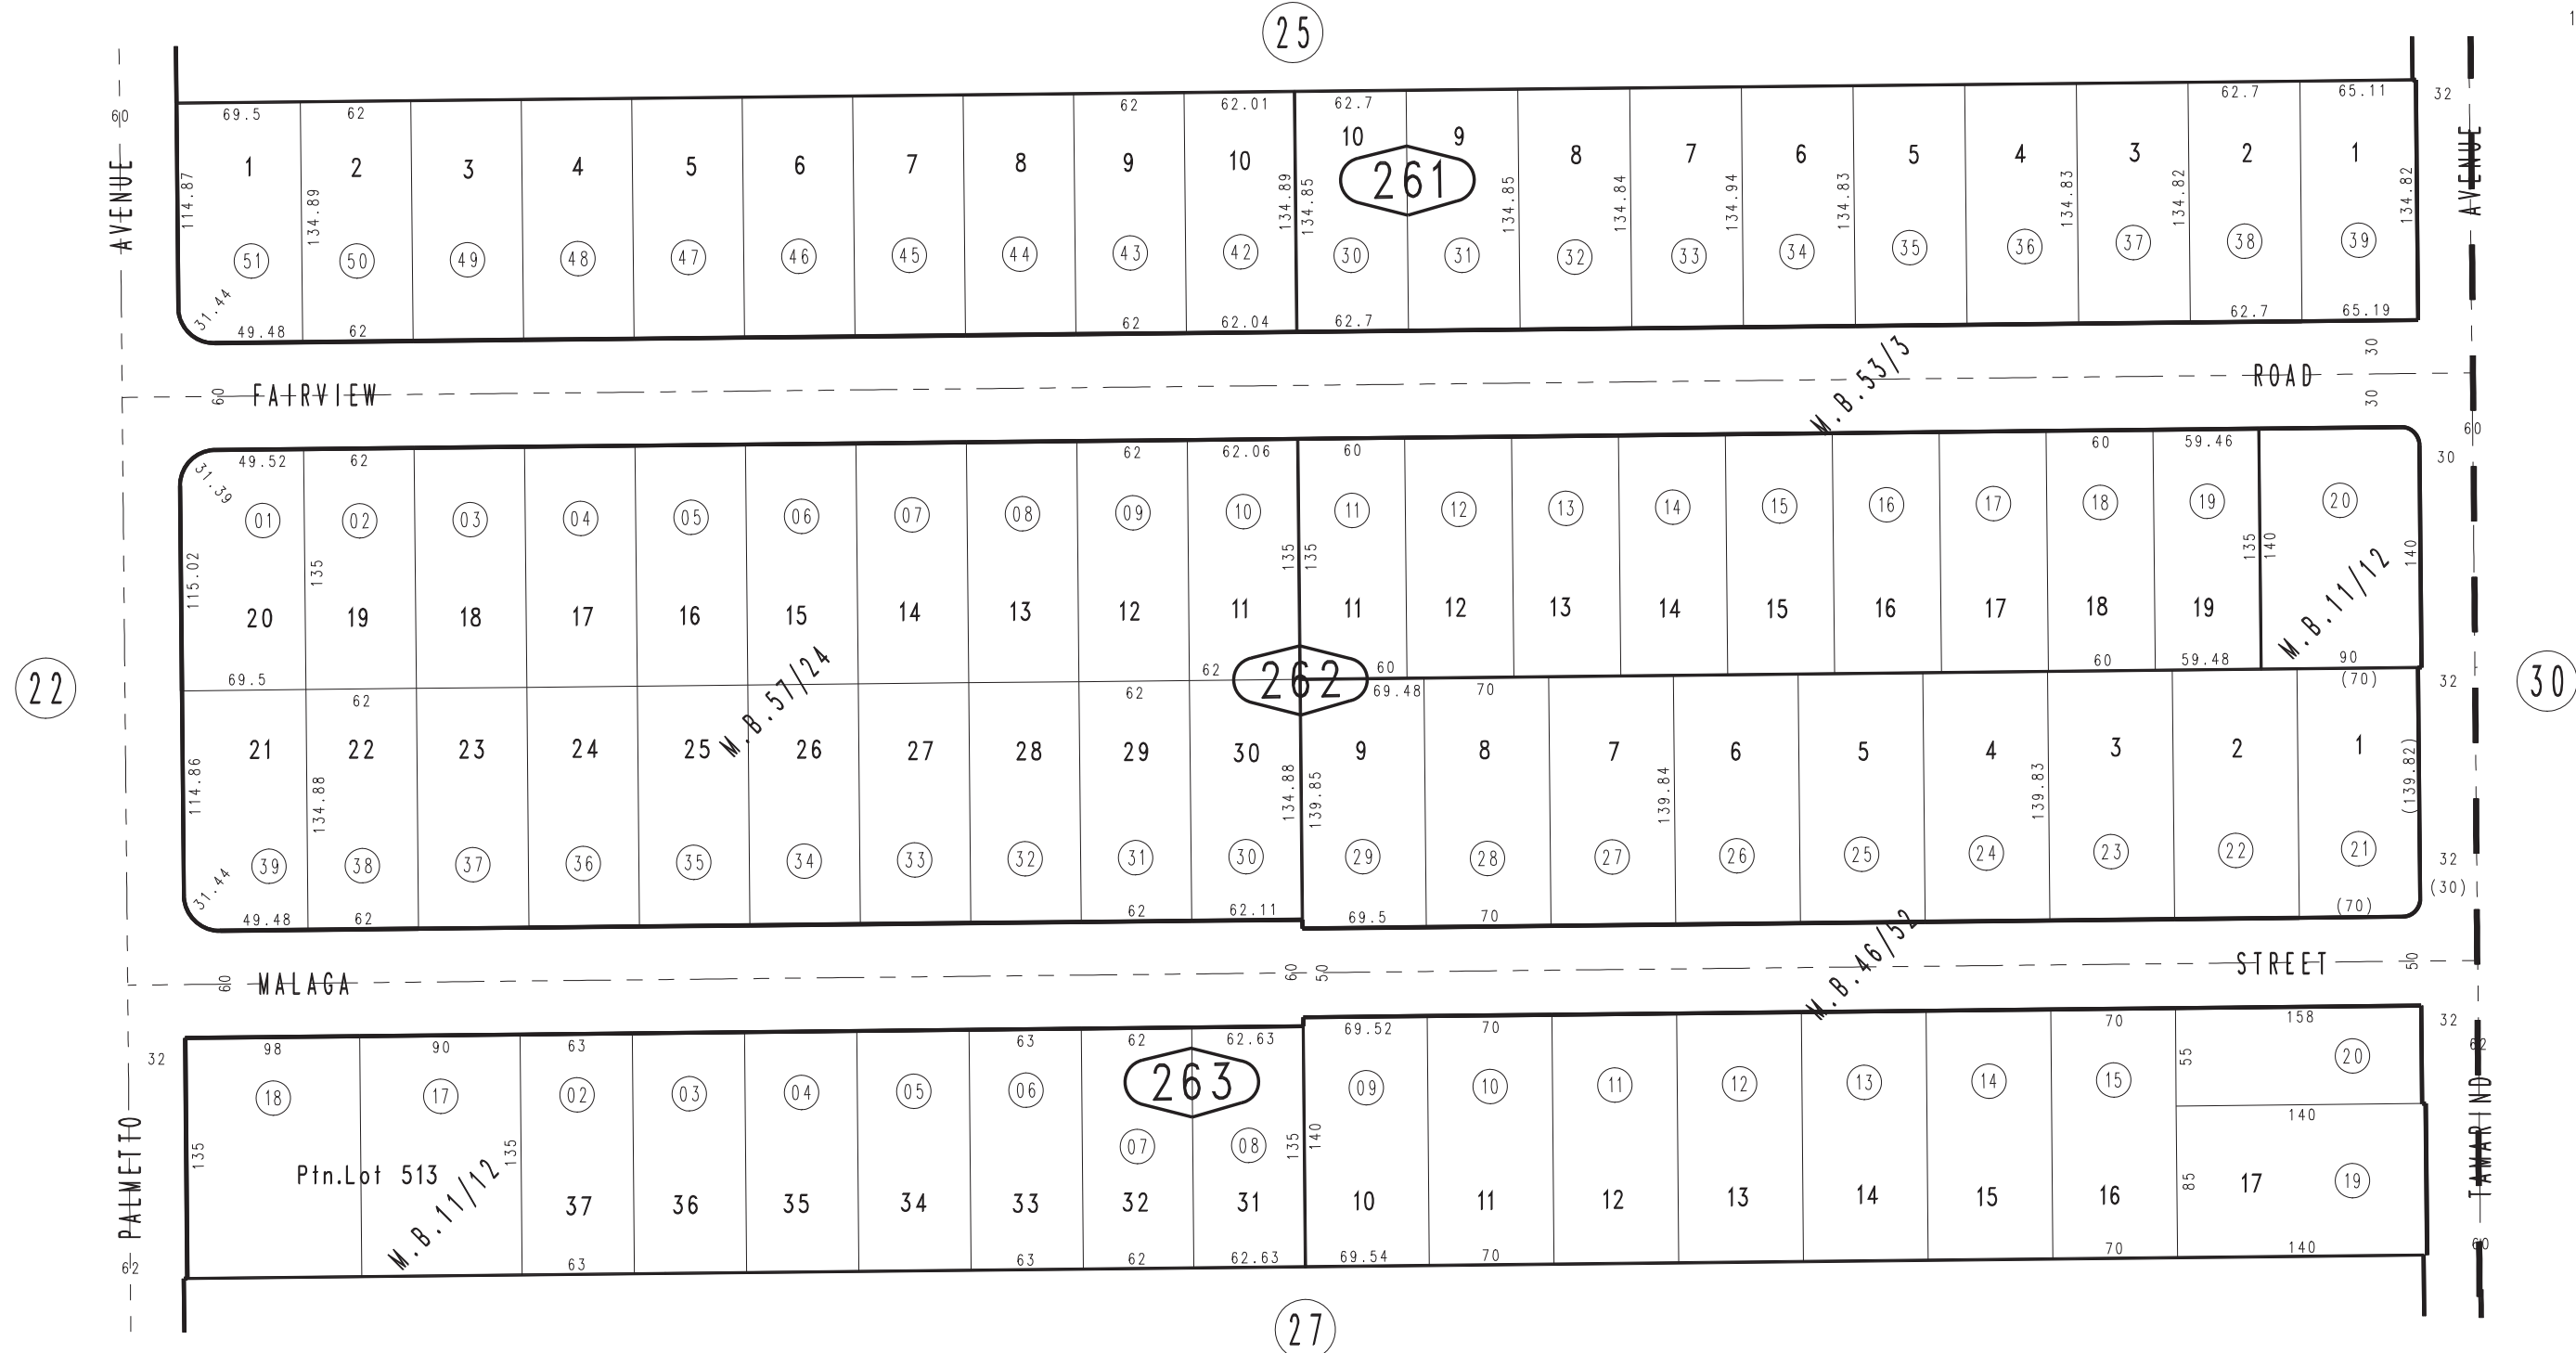 25
1
69.5 62 62 62.01 62.7 62.7 65.11 32
60
10 9
1 2 3 4 5 6 7 8 9 10 261 8 7 6 5 4 3 2 1
AVENUE 114.87 134.89 134.89 134.85 134.85 134.84 134.94 134.83 134.83 134.82 134.82 AVENUE
51 50 49 48 47 46 45 44 43 42 30 31 32 33 34 35 36 37 38 39
31.44
49.48 62 62 62.04 62.7 62.7 65.19
30
M.B.53/3
60 FAIRVIEW ROAD
30
60
49.52 62 62 62.06 60 60 59.46 30
31.39
01 02 03 04 05 06 07 08 09 10 11 12 13 14 15 16 17 18 19 20
115.02 135 135 135 135 140 140
M.B.11/12
20 19 18 17 16 15 14 13 12 11 11 12 13 14 15 16 17 18 19
69.5 62 60 60 59.48 90
22 262 30
M.B.57/24
62 62 69.48 70 (70) 32
21 22 23 24 25 26 27 28 29 30 9 8 7 6 5 4 3 2 1
114.86 134.88 134.88 139.85 139.84 139.83 (139.82)
39 38 37 36 35 34 33 32 31 30 29 28 27 26 25 24 23 22 21
32
(30)
31.44
49.48 62 62 62.11 69.5 70 (70)
M.B.46/52
60 MALAGA 60 50 STREET 50
32 98 90 63 63 62 62.63 69.52 70 70 158 32
62
18 17 02 03 04 05 06 263 09 10 11 12 13 14 15 55 20
140
07 08
135 135 135 140
PALMETTO TAMARIND
Ptn.Lot 513
M.B.11/12
37 36 35 34 33 32 31 10 11 12 13 14 15 16 85 17 19
62 63 63 62 62.63 69.54 70 70 140 60
27